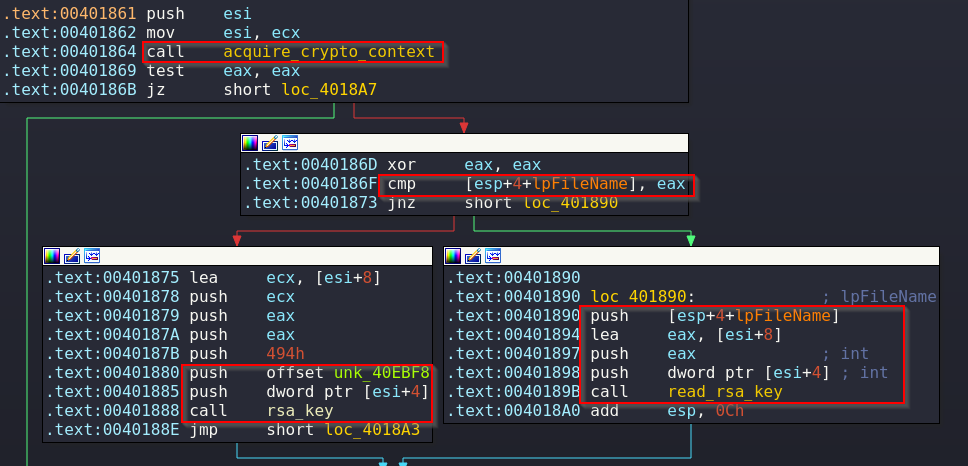 .text:00401861 push esi
.text:00401862 mov esi, ecx
.text:00401864 call acquire_crypto_context
.text:00401869 test eax, eax
.text:0040186B jz short loc_4018A7
.text:0040186D xor eax, eax
.text:0040186F cmp [esp+4+lpFileName], eax
.text:00401873 jnz short loc_401890
.text:00401875 lea ecx, [esi+8]
.text:00401878 push ecx
.text:00401879 push eax
.text:0040187A push eax
.text:0040187B push 494h
.text:00401880 push offset unk_40EBF8
.text:00401885 push dword ptr [esi+4]
.text:00401888 call rsa_key
.text:0040188E jmp short loc_4018A3
.text:00401890
.text:00401890 loc_401890: ; lpFileName
.text:00401890 push [esp+4+lpFileName]
.text:00401894 lea eax, [esi+8]
.text:00401897 push eax ; int
.text:00401898 push dword ptr [esi+4] ; int
.text:0040189B call read_rsa_key
.text:004018A0 add esp, 0Ch